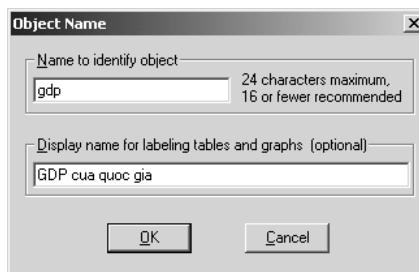 Object Name
Name to identify object
gdp
24 characters maximum,
16 or fewer recommended
Display name for labeling tables and graphs (optional)
GDP cua quoc gia
OK
Cancel